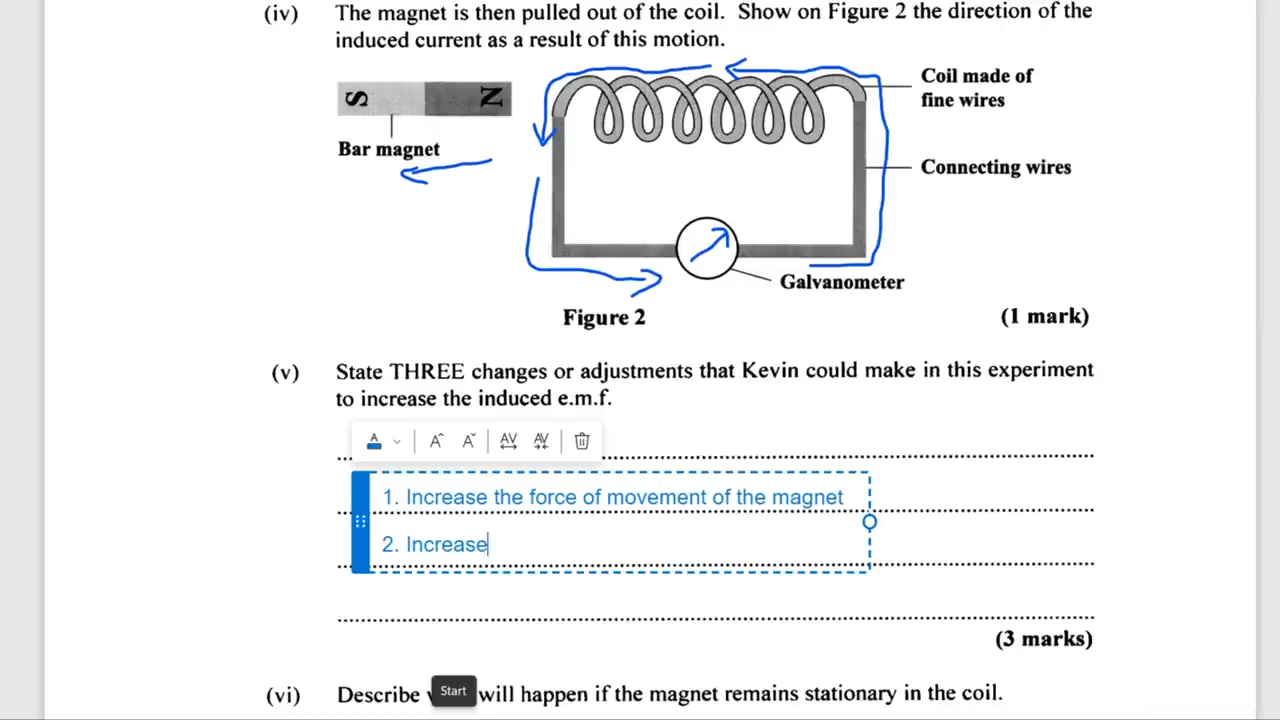 (iv) The magnet is then pulled out of the coil. Show on Figure 2 the direction of the
induced current as a result of this motion.
S N
Coil made of
fine wires
Bar magnet
Connecting wires
Galvanometer
Figure 2
(1 mark)
(v) State THREE changes or adjustments that Kevin could make in this experiment
to increase the induced e.m.f.
A A A AV AV
1. Increase the force of movement of the magnet
2. Increase
(3 marks)
(vi) Describe Start will happen if the magnet remains stationary in the coil.